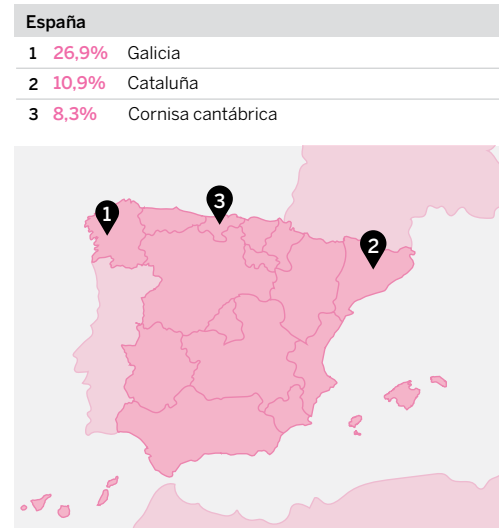 España
1 26,9% Galicia
2 10,9% Cataluña
3 8,3% Cornisa cantábrica
1
3
2